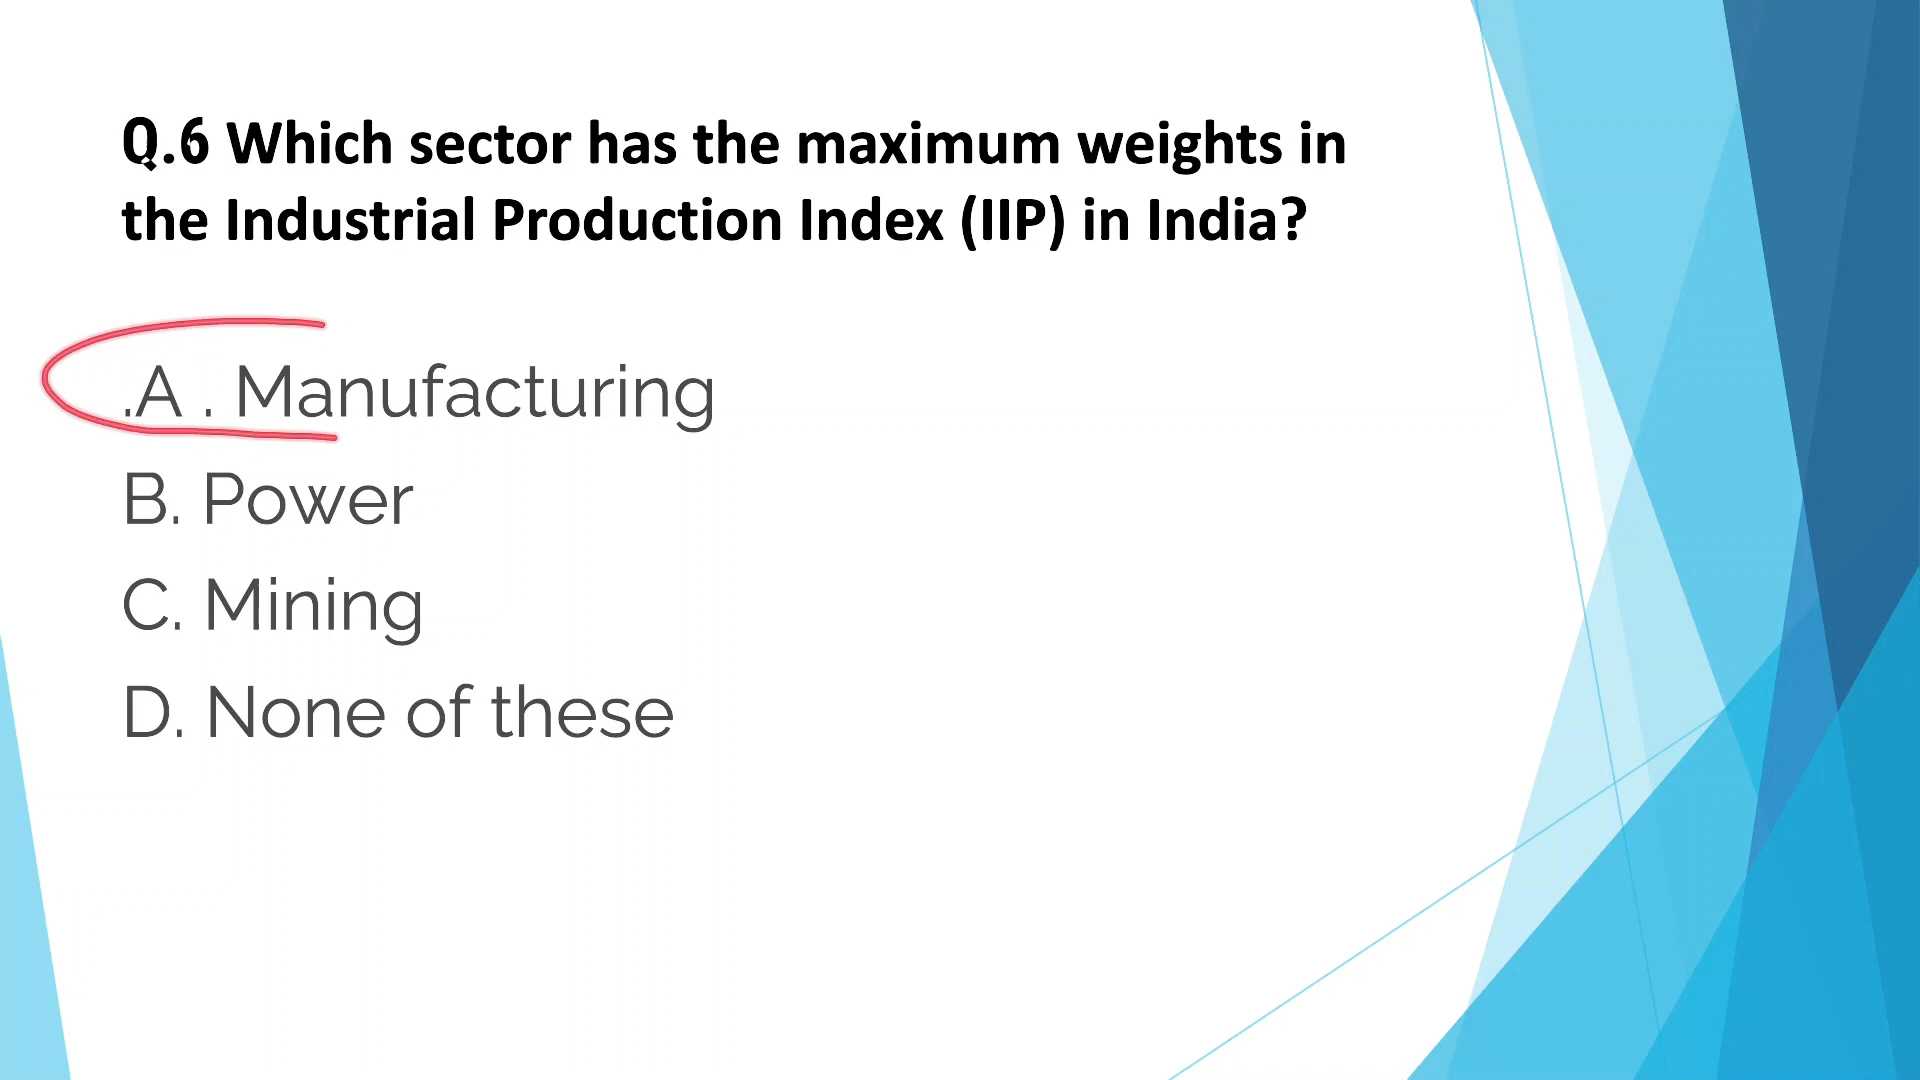 Q.6 Which sector has the maximum weights in
the Industrial Production Index (IIP) in India?
.A . Manufacturing
B. Power
C. Mining
D. None of these